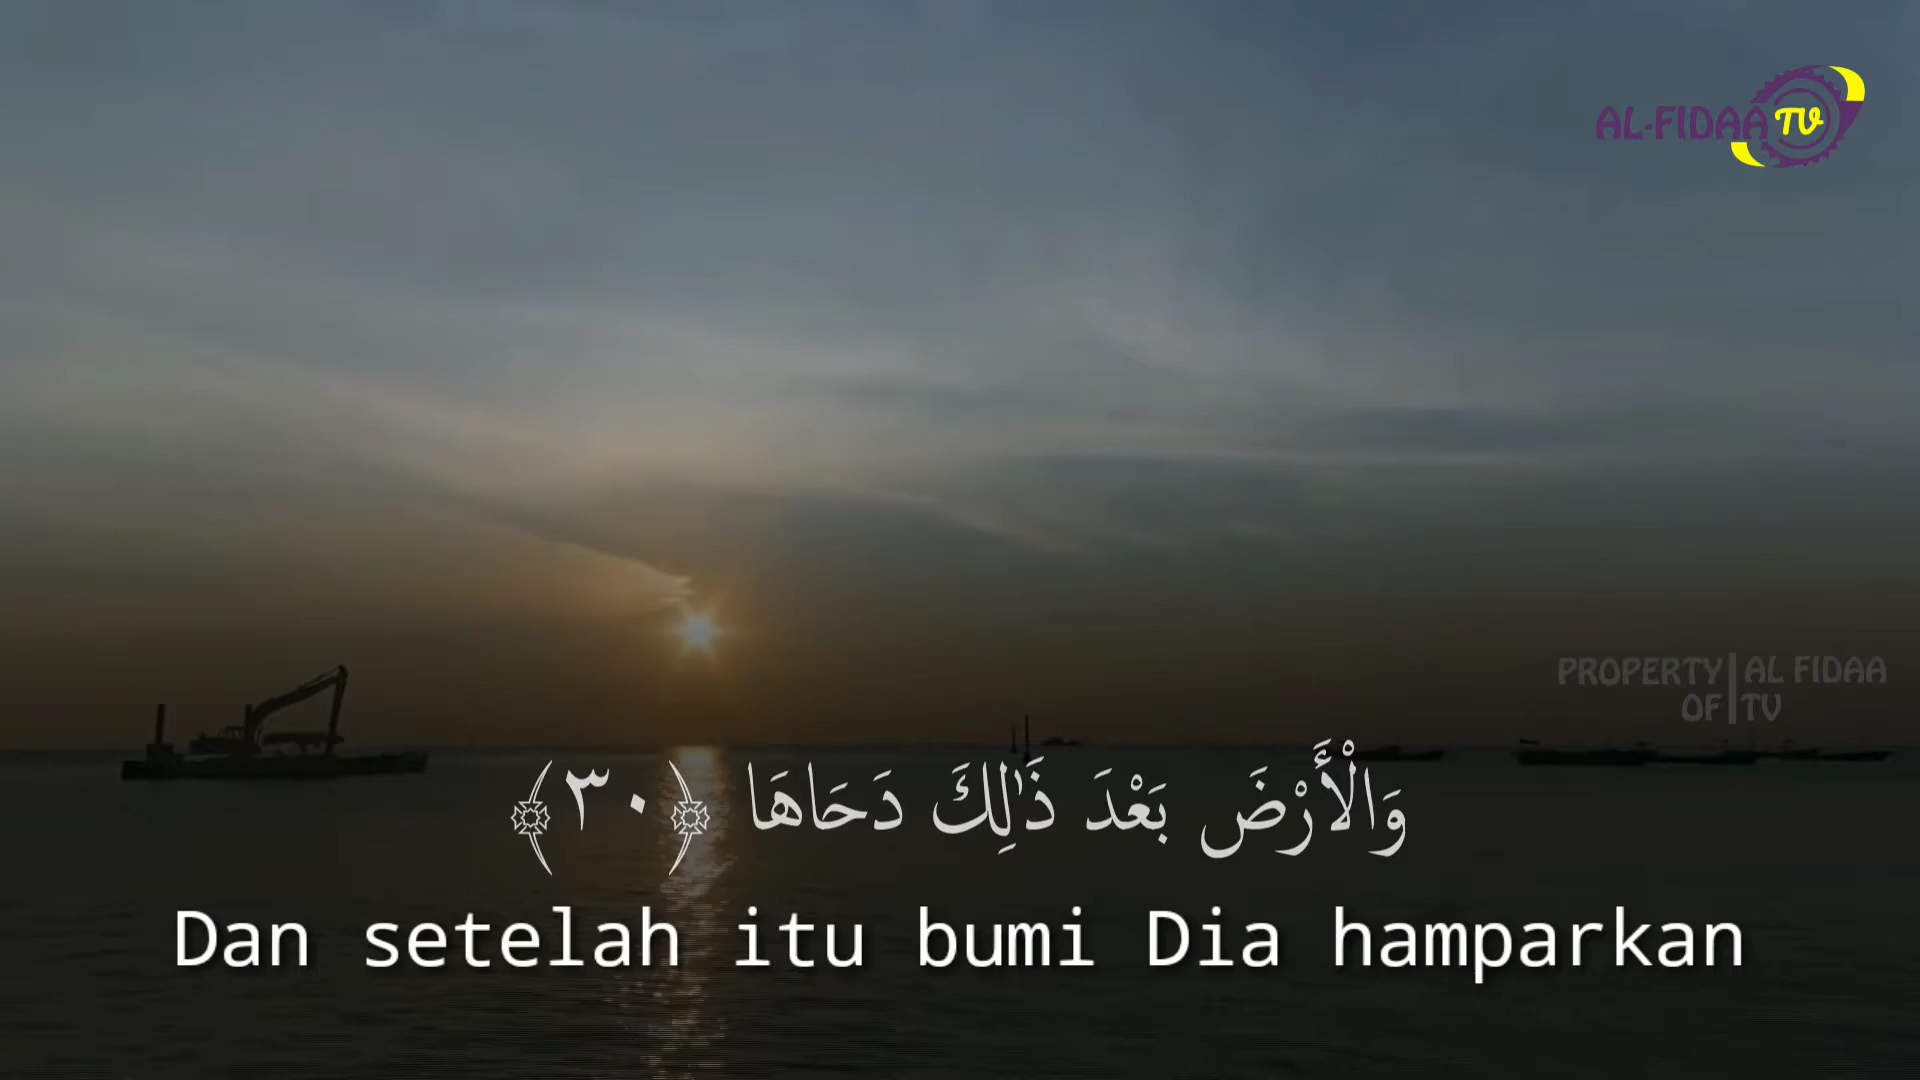 AL-FIDAA TV
PROPERTY OF | AL FIDAA TV
وَالْأَرْضَ بَعْدَ ذَٰلِكَ دَحَاهَا ﴿٣٠﴾
Dan setelah itu bumi Dia hamparkan